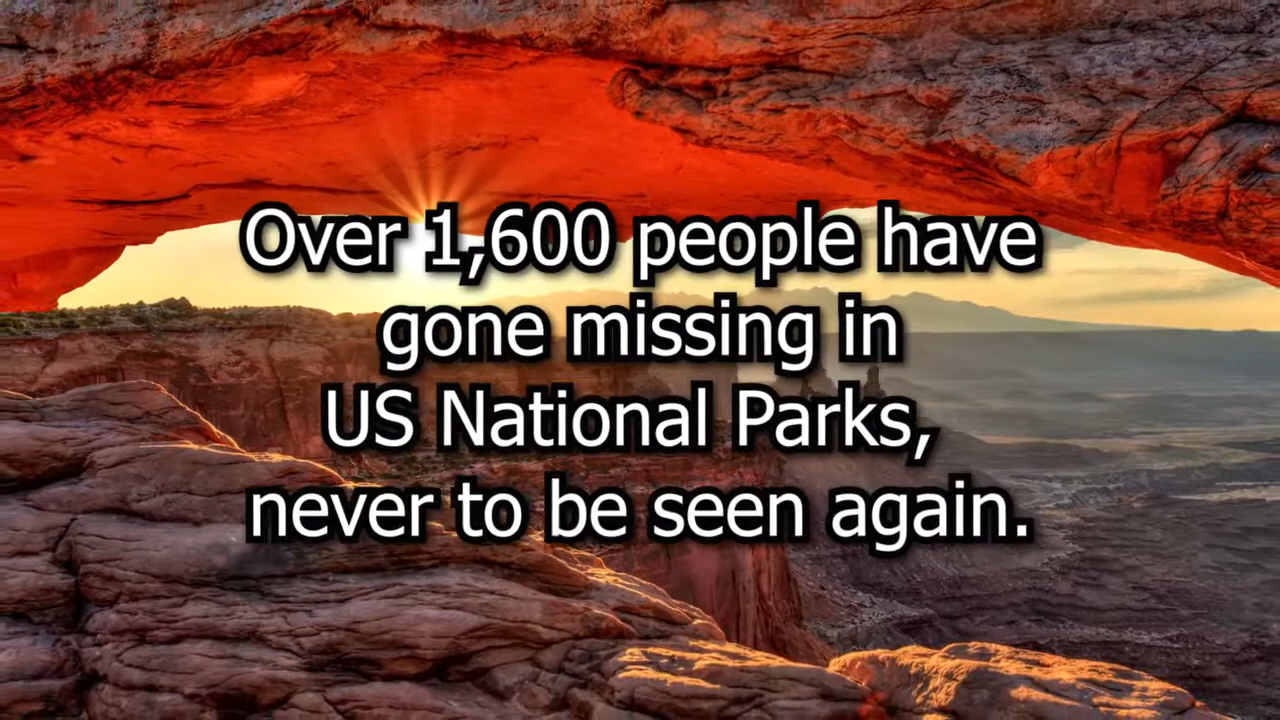 Over 1,600 people have
gone missing in
US National Parks,
never to be seen again.